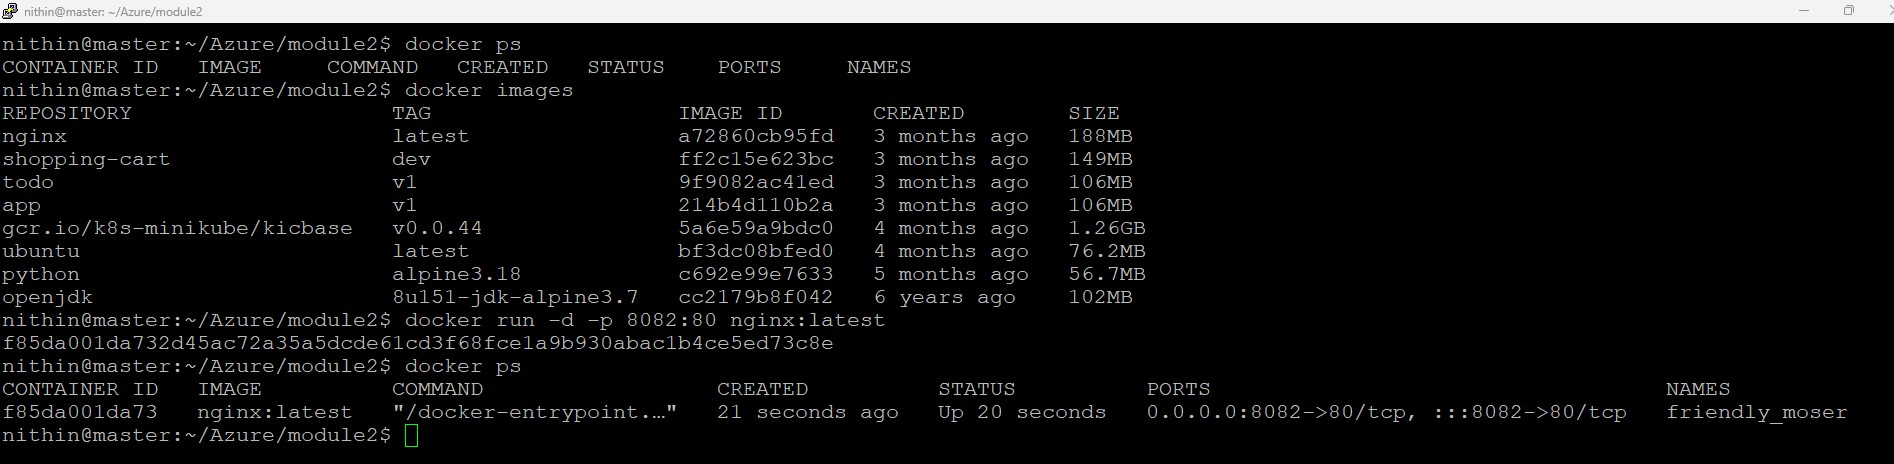 nithin@master: ~/Azure/module2
nithin@master:~/Azure/module2$ docker ps
CONTAINER ID   IMAGE     COMMAND   CREATED   STATUS    PORTS     NAMES
nithin@master:~/Azure/module2$ docker images
REPOSITORY                    TAG                   IMAGE ID       CREATED        SIZE
nginx                         latest                a72860cb95fd   3 months ago   188MB
shopping-cart                 dev                   ff2c15e623bc   3 months ago   149MB
todo                          v1                    9f9082ac41ed   3 months ago   106MB
app                           v1                    214b4d110b2a   3 months ago   106MB
gcr.io/k8s-minikube/kicbase   v0.0.44               5a6e59a9bdc0   4 months ago   1.26GB
ubuntu                        latest                bf3dc08bfed0   4 months ago   76.2MB
python                        alpine3.18            c692e99e7633   5 months ago   56.7MB
openjdk                       8u151-jdk-alpine3.7   cc2179b8f042   6 years ago    102MB
nithin@master:~/Azure/module2$ docker run -d -p 8082:80 nginx:latest
f85da001da732d45ac72a35a5dcde61cd3f68fce1a9b930abac1b4ce5ed73c8e
nithin@master:~/Azure/module2$ docker ps
CONTAINER ID   IMAGE          COMMAND                  CREATED          STATUS          PORTS                                   NAMES
f85da001da73   nginx:latest   "/docker-entrypoint.…"   21 seconds ago   Up 20 seconds   0.0.0.0:8082->80/tcp, :::8082->80/tcp   friendly_moser
nithin@master:~/Azure/module2$